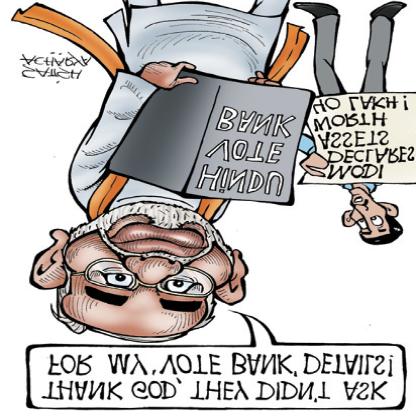 THANK GOD, THEY DIDN'T ASK
FOR MY 'VOTE BANK' DETAILS!
MODI
DECLARES
ASSETS
WORTH
LAKH!
HINDU
VOTE
BANK
SATISH
ACHARYA